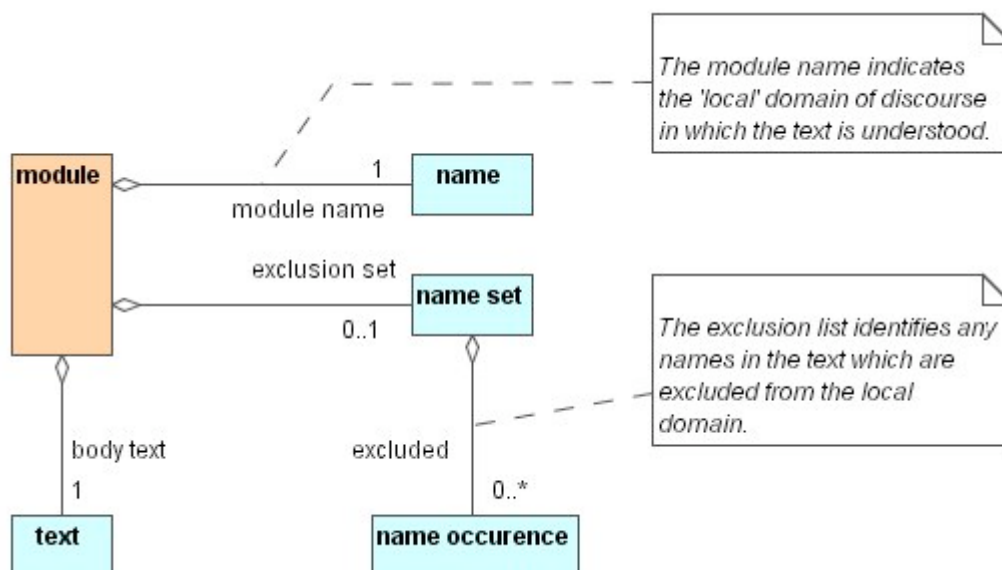 The module name indicates
the 'local' domain of discourse
in which the text is understood.
module
1
name
module name
exclusion set
name set
0..1
The exclusion list identifies any
names in the text which are
excluded from the local
domain.
body text
excluded
1
0..*
text
name occurence